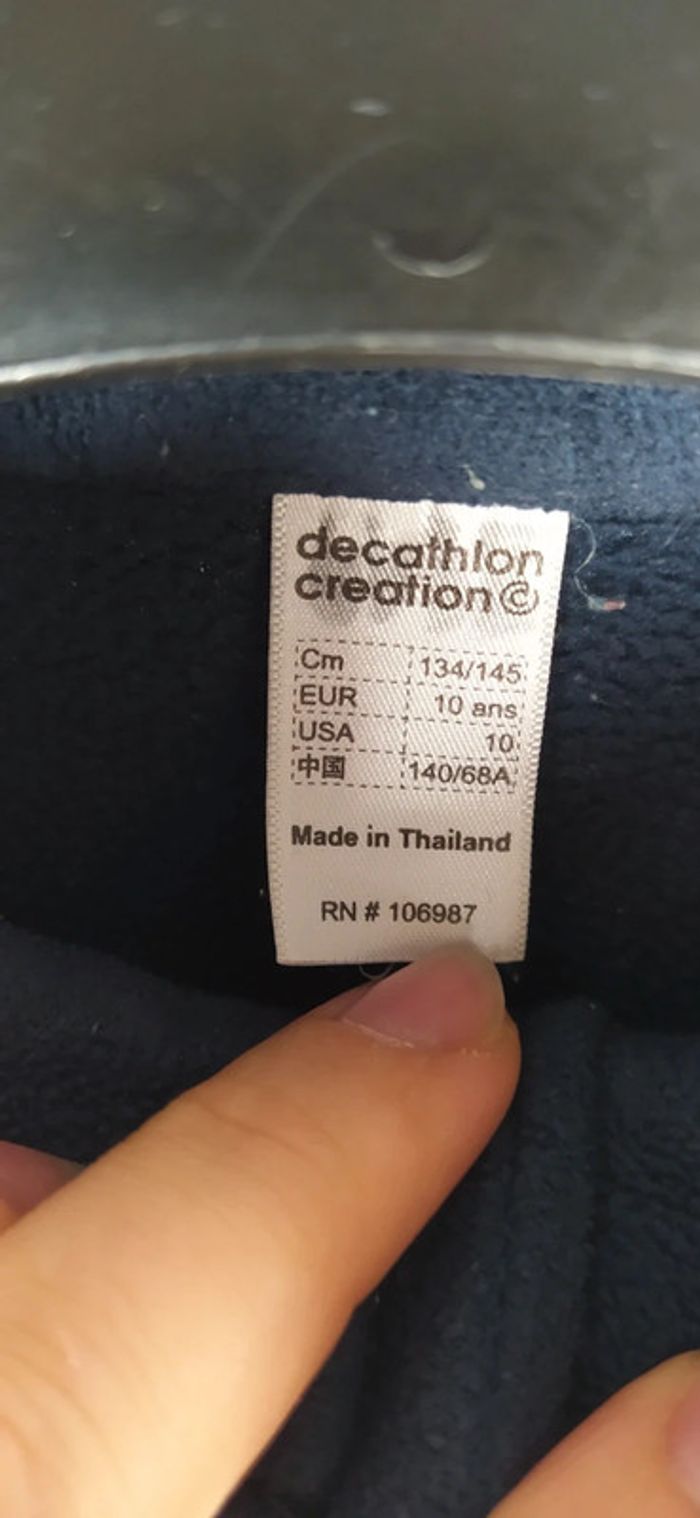 decathlon
creation©
Cm 134/145
EUR 10 ans
USA 10
中国 140/68A
Made in Thailand
RN # 106987